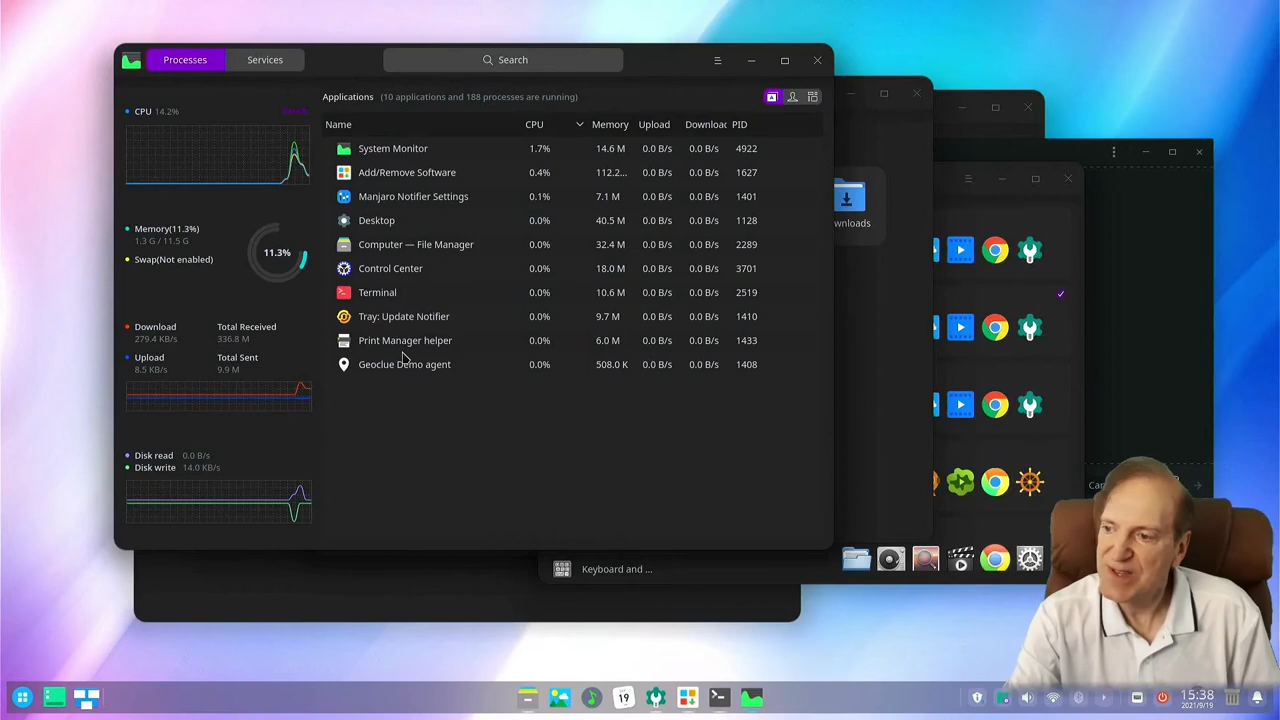 Processes
Services
Search
CPU 14.2%
Memory(11.3%)
1.3 G / 11.5 G
Swap(Not enabled)
11.3%
Download
279.4 KB/s
Total Received
336.8 M
Upload
8.5 KB/s
Total Sent
9.9 M
Disk read 0.0 B/s
Disk write 14.0 KB/s
Applications (10 applications and 188 processes are running)
Name CPU Memory Upload Download PID
System Monitor 1.7% 14.6 M 0.0 B/s 0.0 B/s 4922
Add/Remove Software 0.4% 112.2... 0.0 B/s 0.0 B/s 1627
Manjaro Notifier Settings 0.1% 7.1 M 0.0 B/s 0.0 B/s 1401
Desktop 0.0% 40.5 M 0.0 B/s 0.0 B/s 1128
Computer — File Manager 0.0% 32.4 M 0.0 B/s 0.0 B/s 2289
Control Center 0.0% 18.0 M 0.0 B/s 0.0 B/s 3701
Terminal 0.0% 10.6 M 0.0 B/s 0.0 B/s 2519
Tray: Update Notifier 0.0% 9.7 M 0.0 B/s 0.0 B/s 1410
Print Manager helper 0.0% 6.0 M 0.0 B/s 0.0 B/s 1433
Geoclue Demo agent 0.0% 508.0 K 0.0 B/s 0.0 B/s 1408
wnloads
Keyboard and ...
19
15:38
2021/9/19